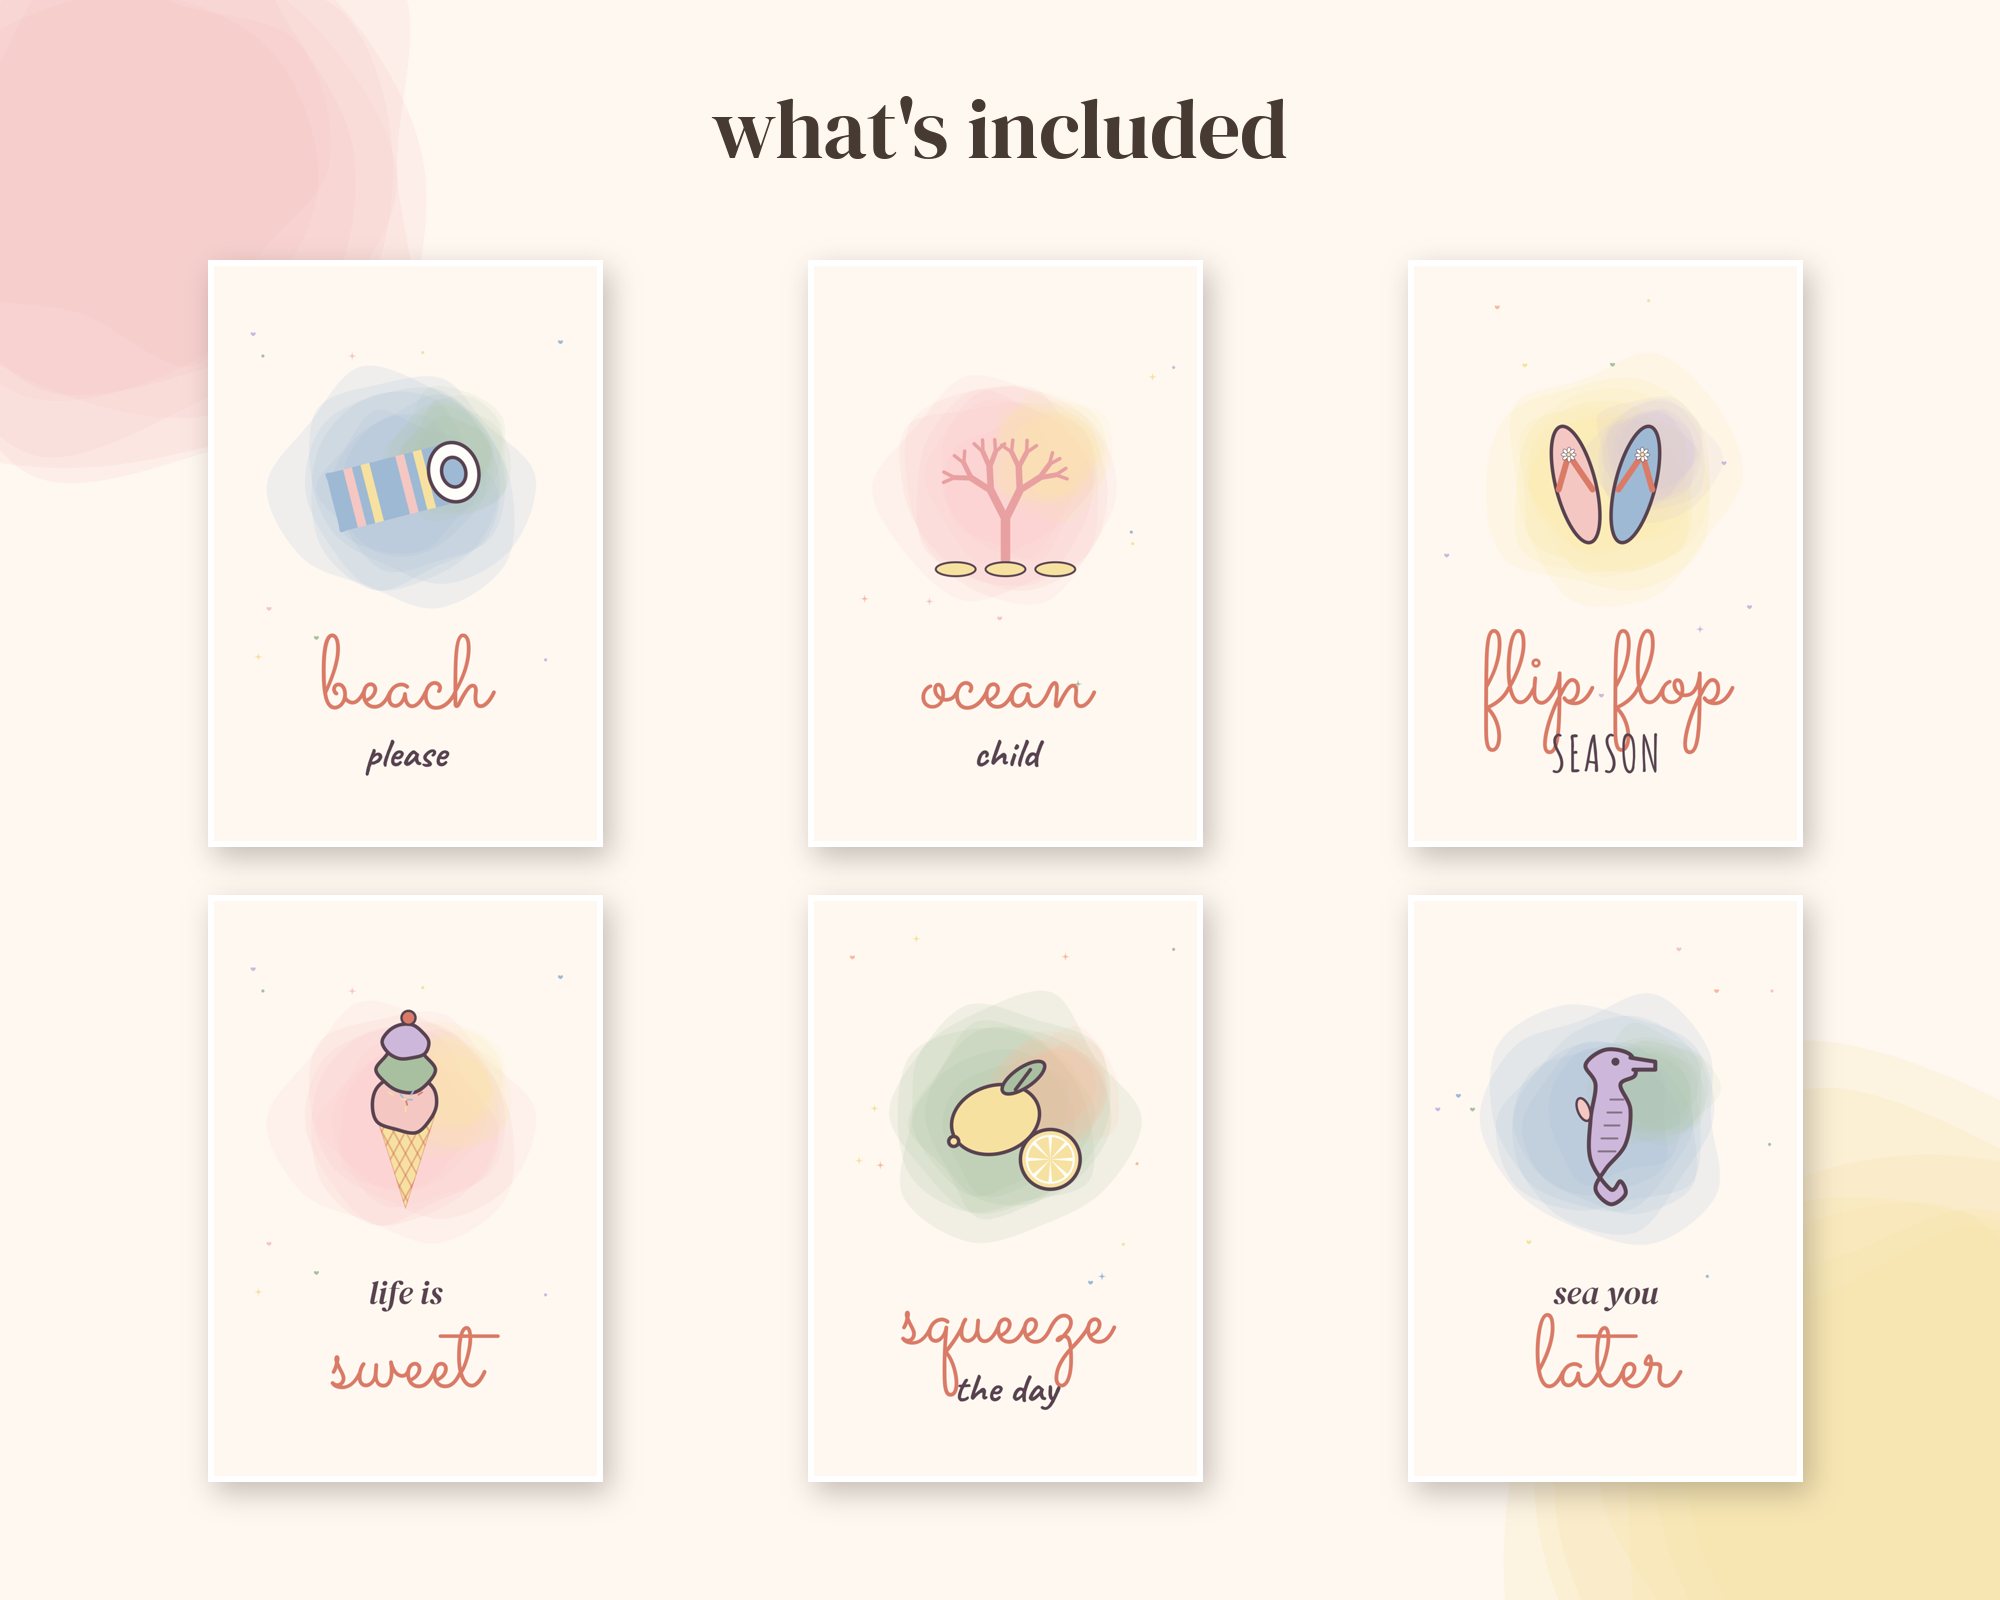 what's included
beach
please
ocean
child
flip flop
SEASON
life is
sweet
squeeze
the day
sea you
later